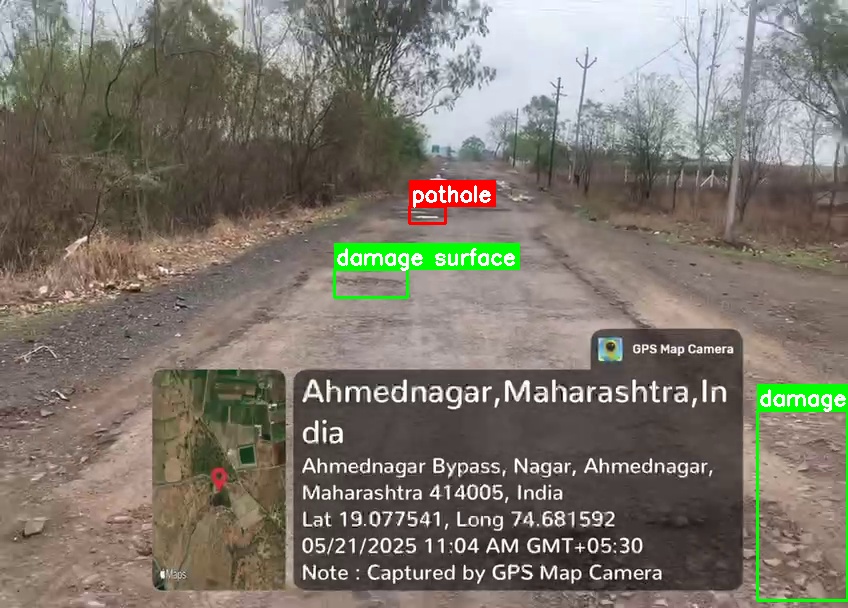 pothole
damage surface
GPS Map Camera
damage
Ahmednagar,Maharashtra,In
dia
Ahmednagar Bypass, Nagar, Ahmednagar,
Maharashtra 414005, India
Lat 19.077541, Long 74.681592
05/21/2025 11:04 AM GMT+05:30
Note : Captured by GPS Map Camera
Maps